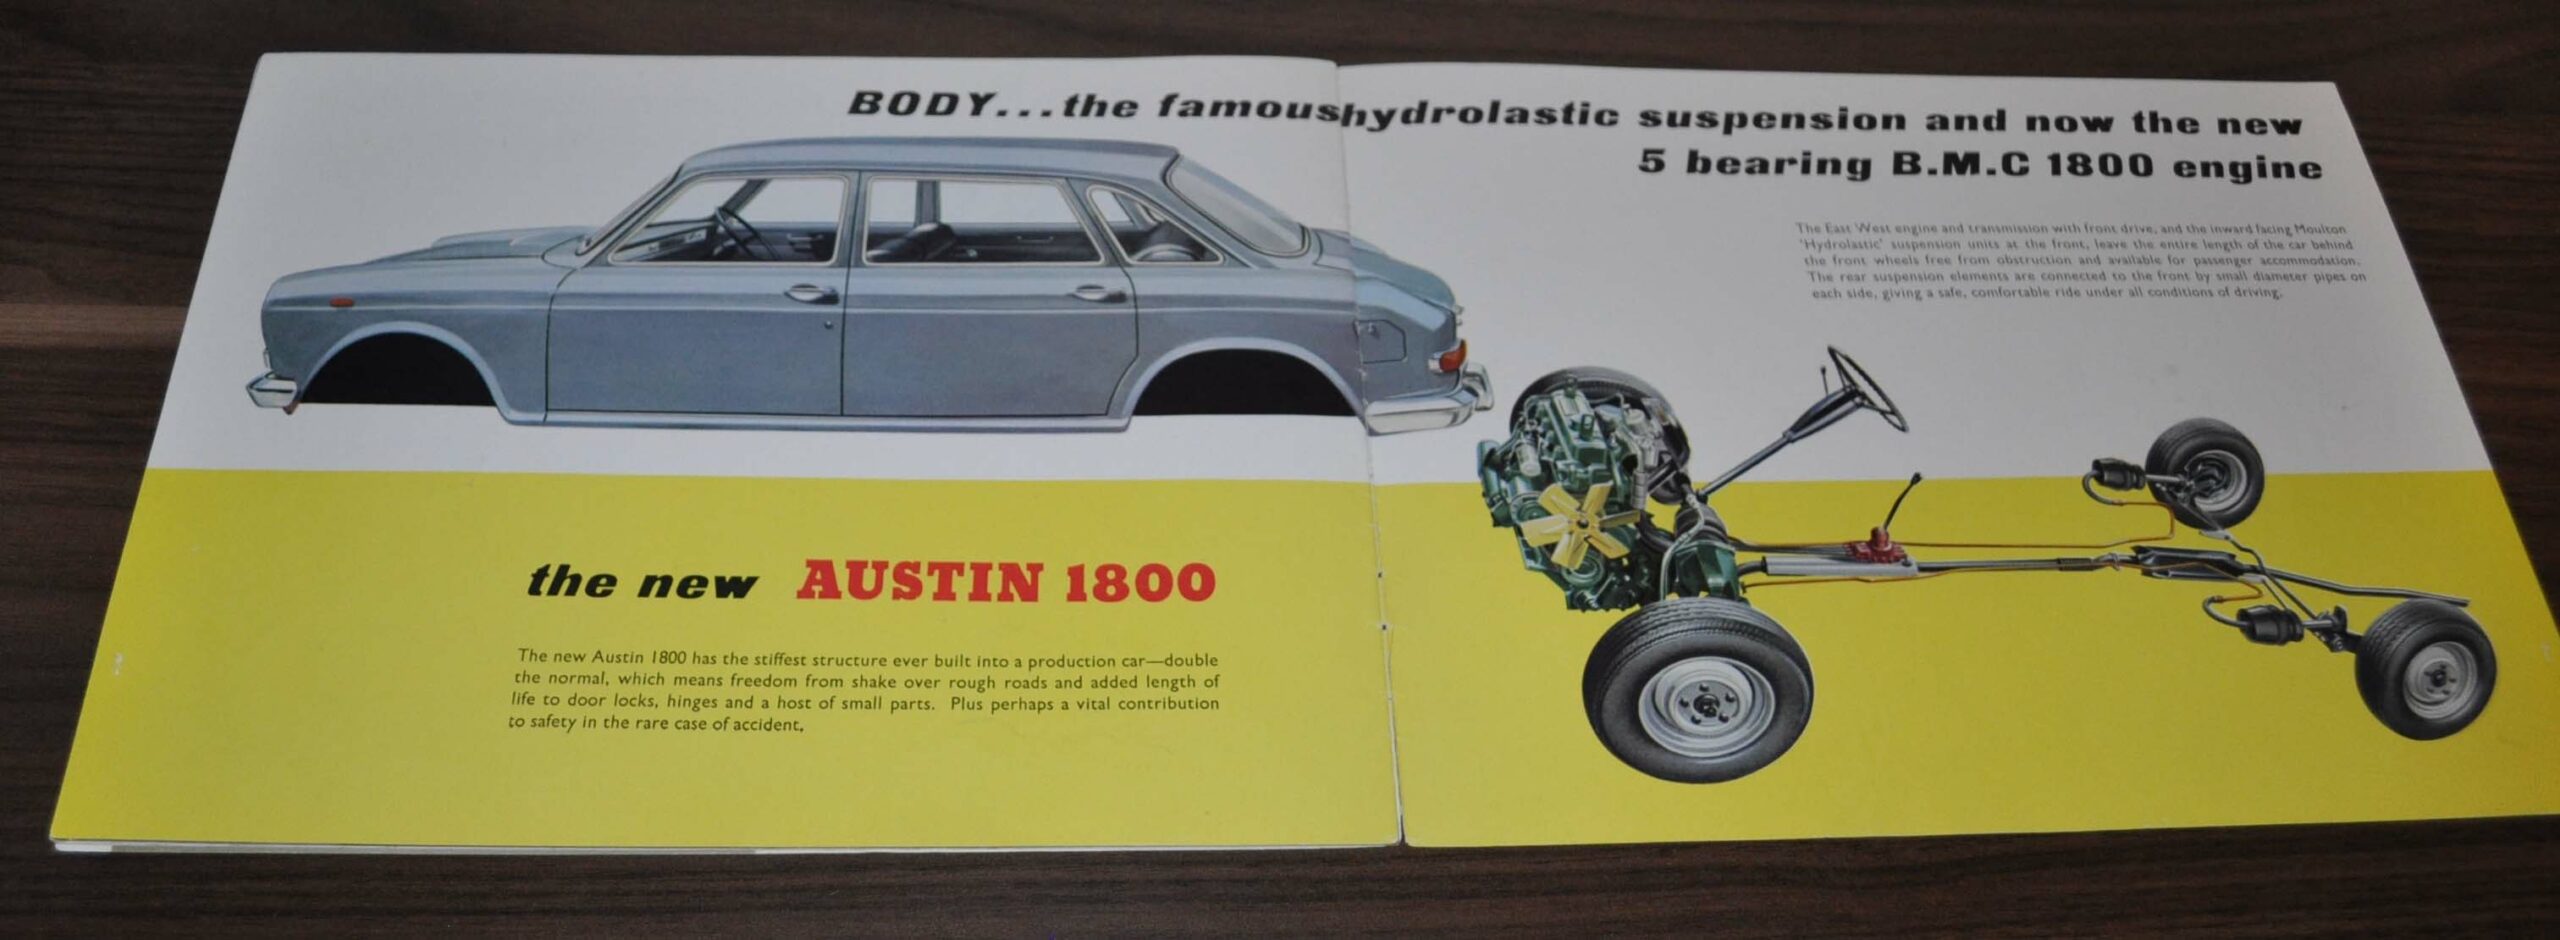 BODY...the famous hydrolastic suspension and now the new
5 bearing B.M.C 1800 engine
The East West engine and transmission with front drive, and the inward facing Moulton
'Hydrolastic' suspension units at the front, leave the entire length of the car behind
the front wheels free from obstruction and available for passenger accommodation.
The rear suspension elements are connected to the front by small diameter pipes on
each side, giving a safe, comfortable ride under all conditions of driving.
the new AUSTIN 1800
The new Austin 1800 has the stiffest structure ever built into a production car—double
the normal, which means freedom from shake over rough roads and added length of
life to door locks, hinges and a host of small parts. Plus perhaps a vital contribution
to safety in the rare case of accident.